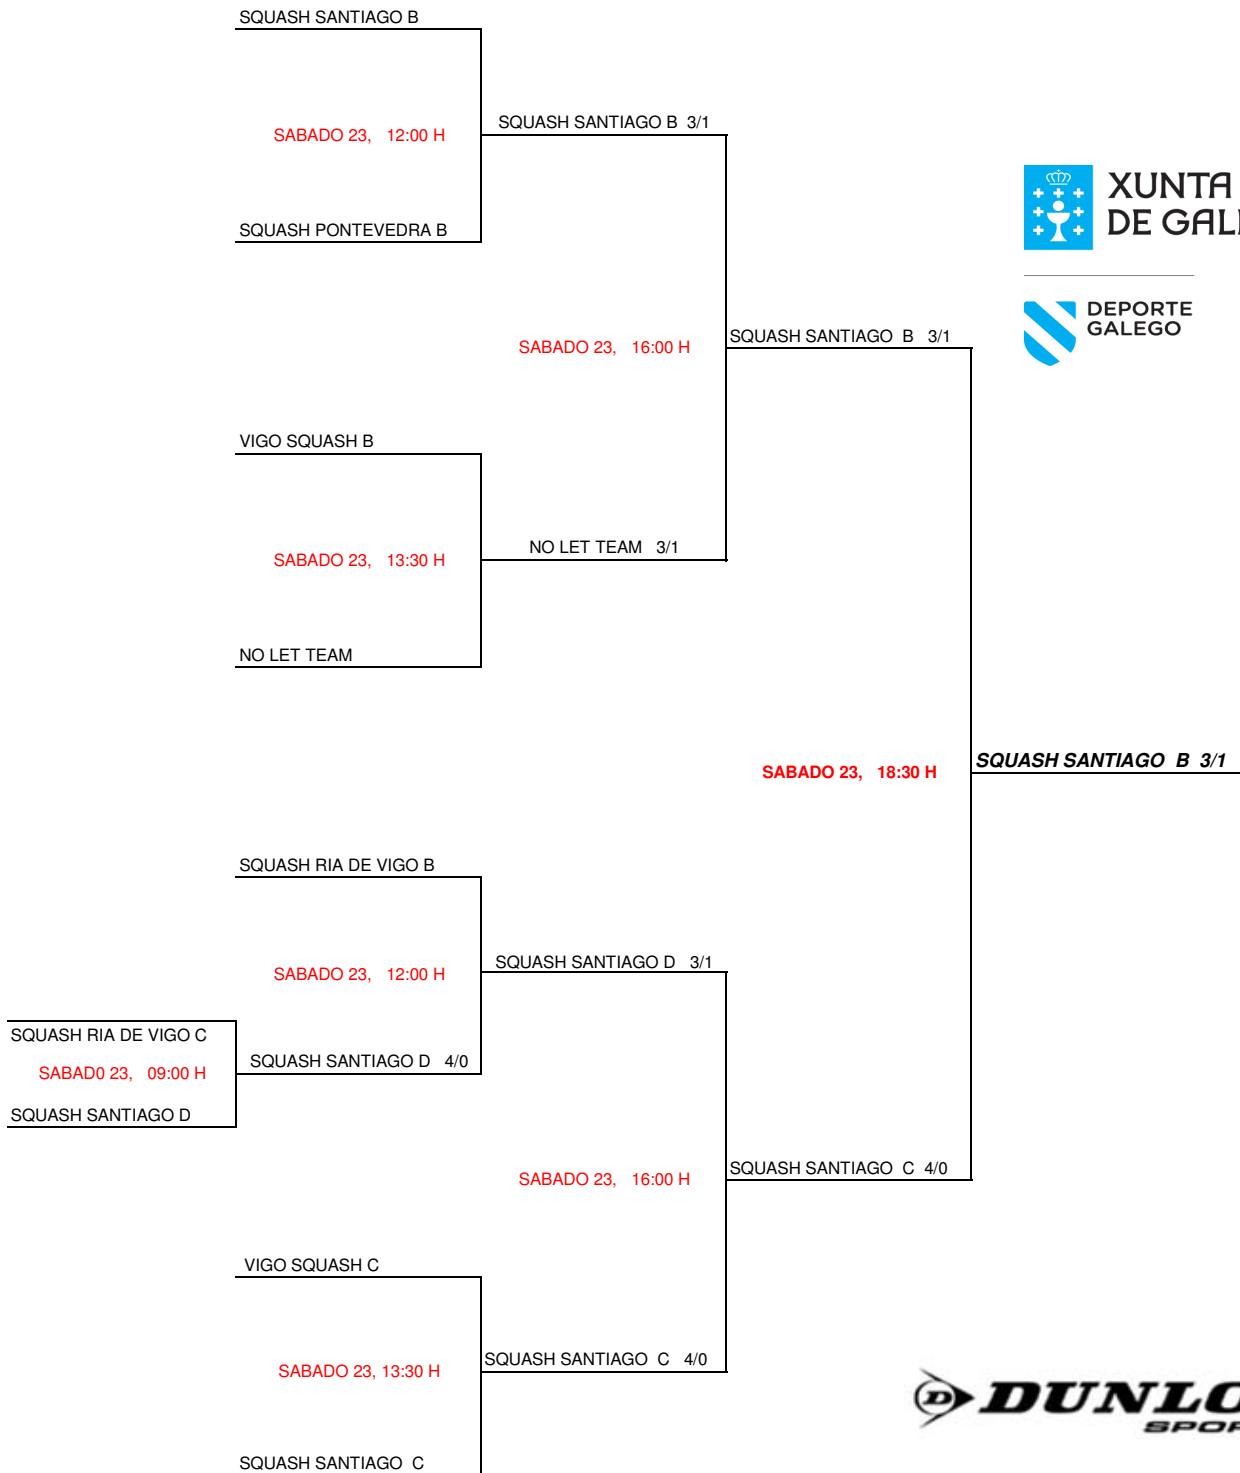 SQUASH SANTIAGO B
SABADO 23, 12:00 H
SQUASH SANTIAGO B 3/1
SQUASH PONTEVEDRA B
XUNTA
DE GAL
DEPORTE
GALEGO
SABADO 23, 16:00 H
SQUASH SANTIAGO B 3/1
VIGO SQUASH B
SABADO 23, 13:30 H
NO LET TEAM 3/1
NO LET TEAM
SABADO 23, 18:30 H
SQUASH SANTIAGO B 3/1
SQUASH RIA DE VIGO B
SABADO 23, 12:00 H
SQUASH SANTIAGO D 3/1
SQUASH RIA DE VIGO C
SABAD0 23, 09:00 H
SQUASH SANTIAGO D 4/0
SQUASH SANTIAGO D
SABADO 23, 16:00 H
SQUASH SANTIAGO C 4/0
VIGO SQUASH C
SABADO 23, 13:30 H
SQUASH SANTIAGO C 4/0
SQUASH SANTIAGO C
D DUNLO
SPOR